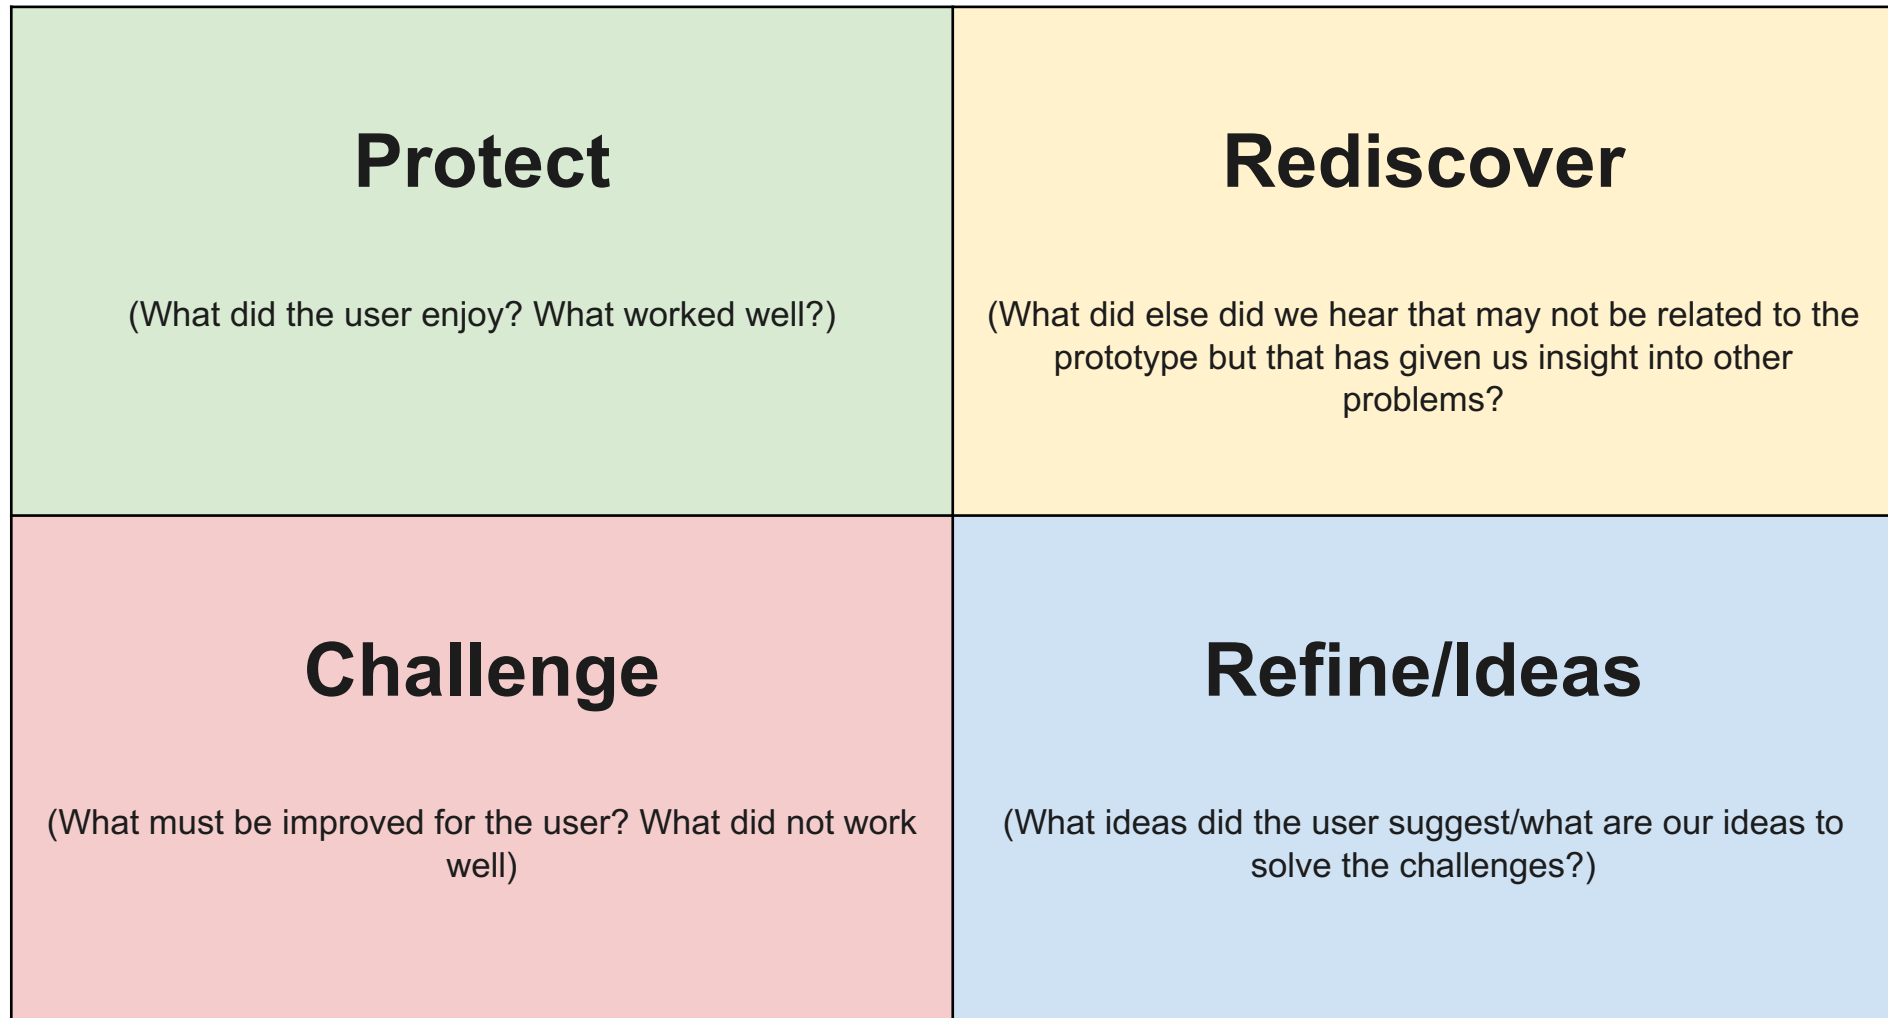 Protect
(What did the user enjoy? What worked well?)
Rediscover
(What did else did we hear that may not be related to the
prototype but that has given us insight into other
problems?
Challenge
(What must be improved for the user? What did not work
well)
Refine/Ideas
(What ideas did the user suggest/what are our ideas to
solve the challenges?)